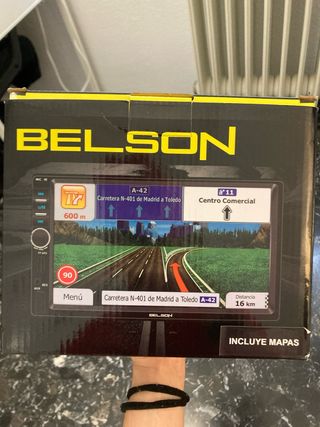 BELSON
A-42
Carretera N-401 de Madrid a Toledo
11
Centro Comercial
600 m
90
Menú
Carretera N-401 de Madrid a Toledo A-42
Distancia
16 km
BELSON
INCLUYE MAPAS